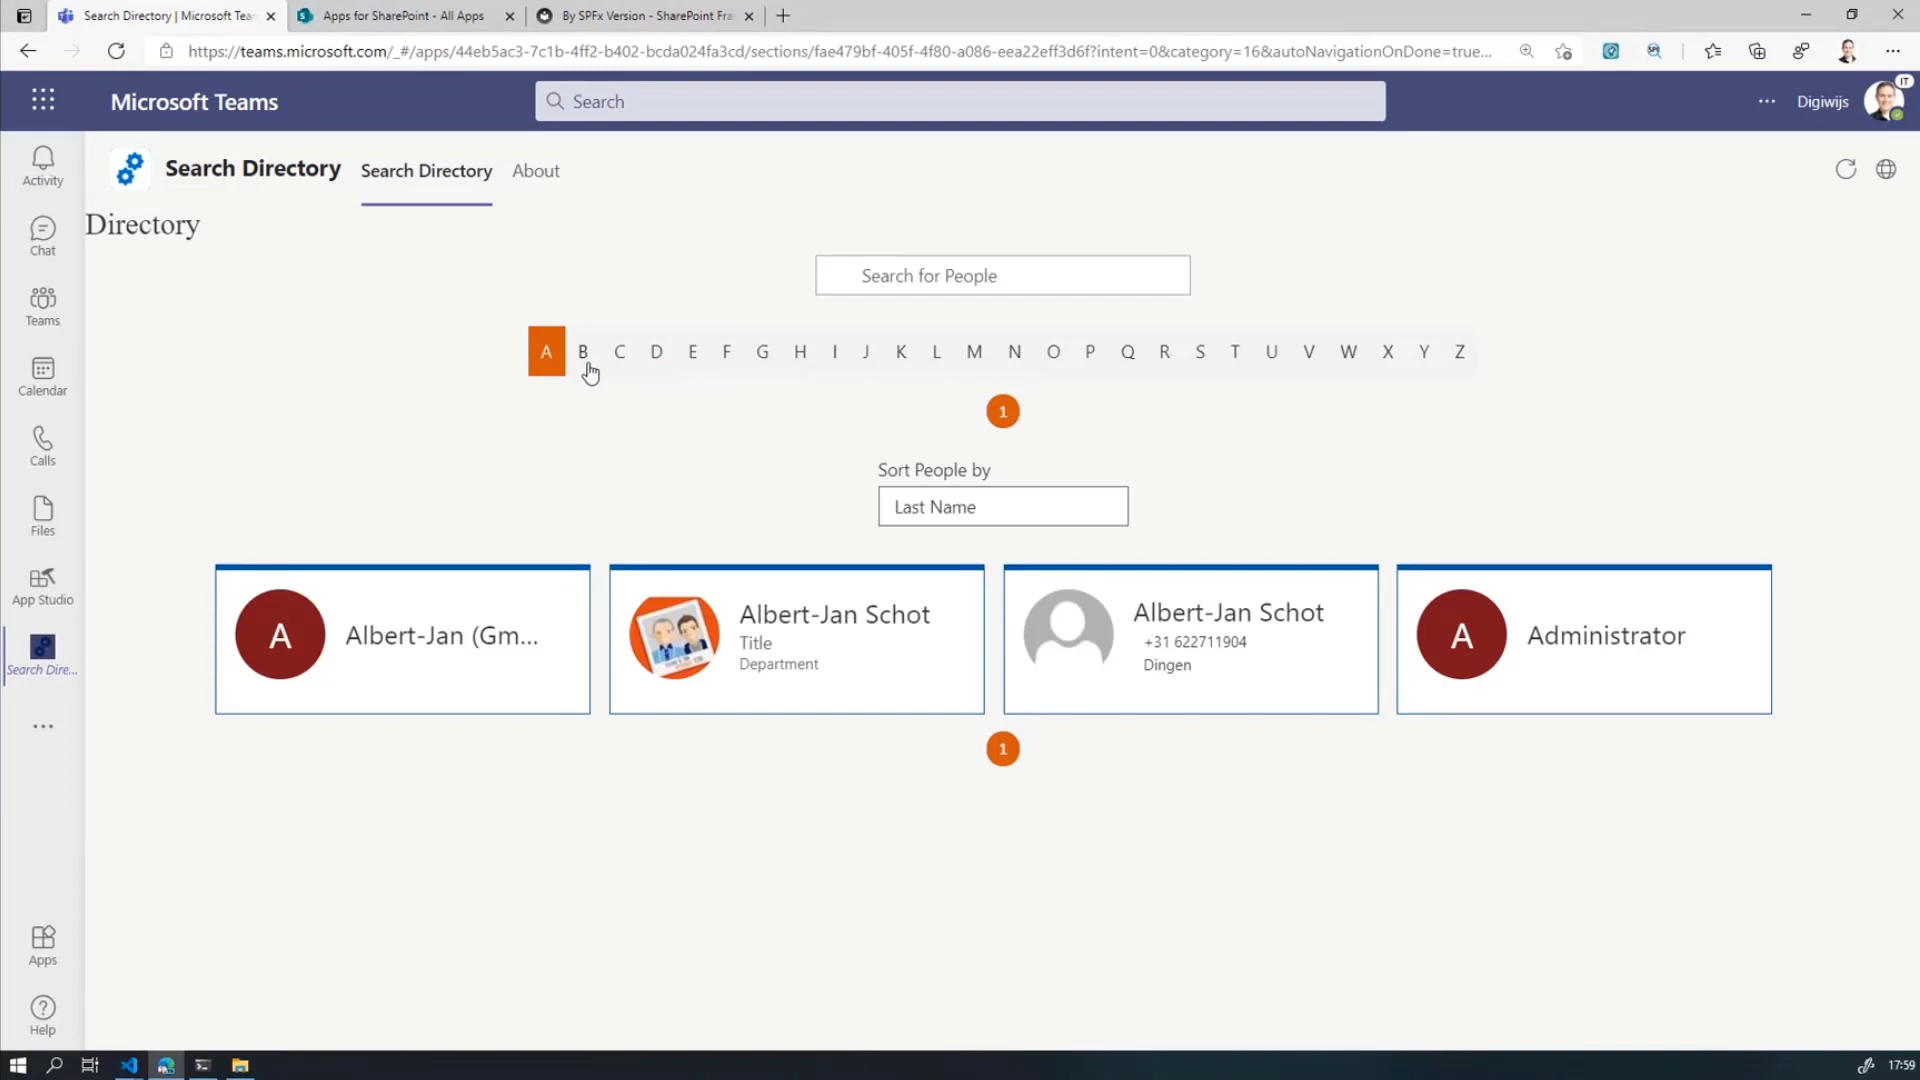 Search Directory | Microsoft Tea
Apps for SharePoint - All Apps
By SPFx Version - SharePoint Fra
https://teams.microsoft.com/_#/apps/44eb5ac3-7c1b-4ff2-b402-bcda024fa3cd/sections/fae479bf-405f-4f80-a086-eea22eff3d6f?intent=0&category=16&autoNavigationOnDone=true...
Microsoft Teams
Search
Digiwijs
IT
Activity
Chat
Teams
Calendar
Calls
Files
App Studio
Search Dire...
Apps
Help
Search Directory
Search Directory
About
Directory
Search for People
A B C D E F G H I J K L M N O P Q R S T U V W X Y Z
1
Sort People by
Last Name
A
Albert-Jan (Gm...
Albert-Jan Schot
Title
Department
Albert-Jan Schot
+31 622711904
Dingen
A
Administrator
1
17:59